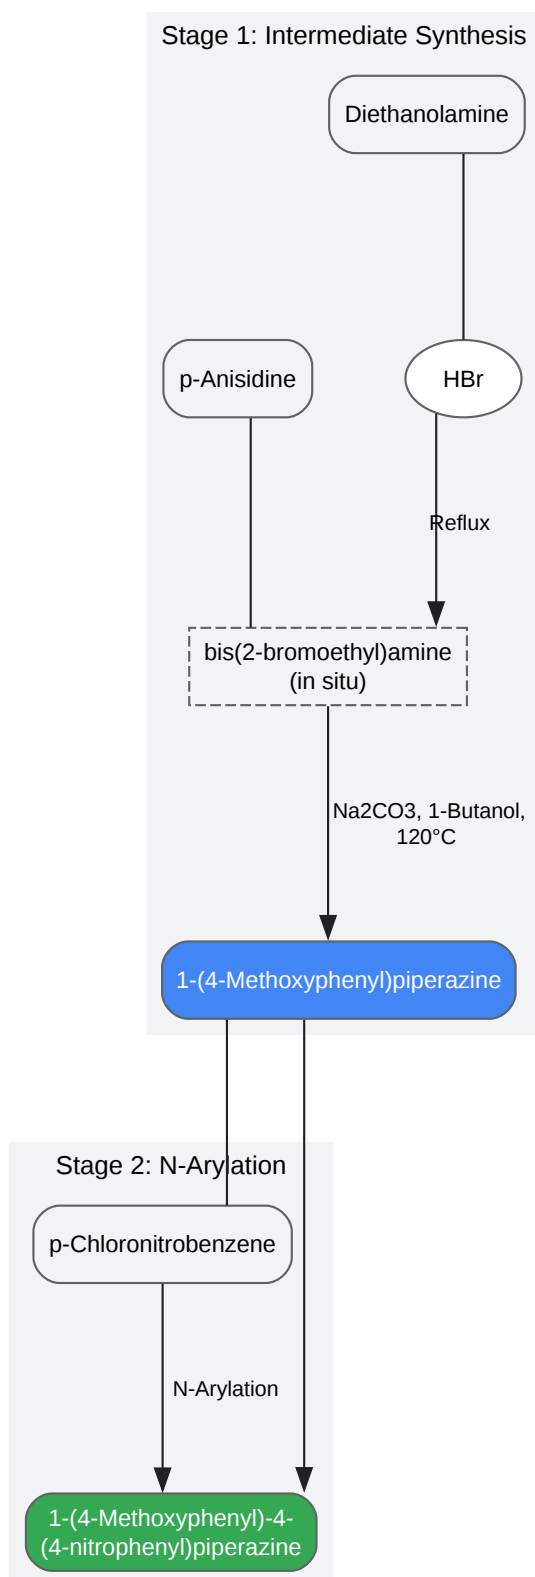 Stage 1: Intermediate Synthesis
Diethanolamine
p-Anisidine
HBr
Reflux
bis(2-bromoethyl)amine
(in situ)
Na2CO3, 1-Butanol,
120°C
1-(4-Methoxyphenyl)piperazine
Stage 2: N-Arylation
p-Chloronitrobenzene
N-Arylation
1-(4-Methoxyphenyl)-4-
(4-nitrophenyl)piperazine